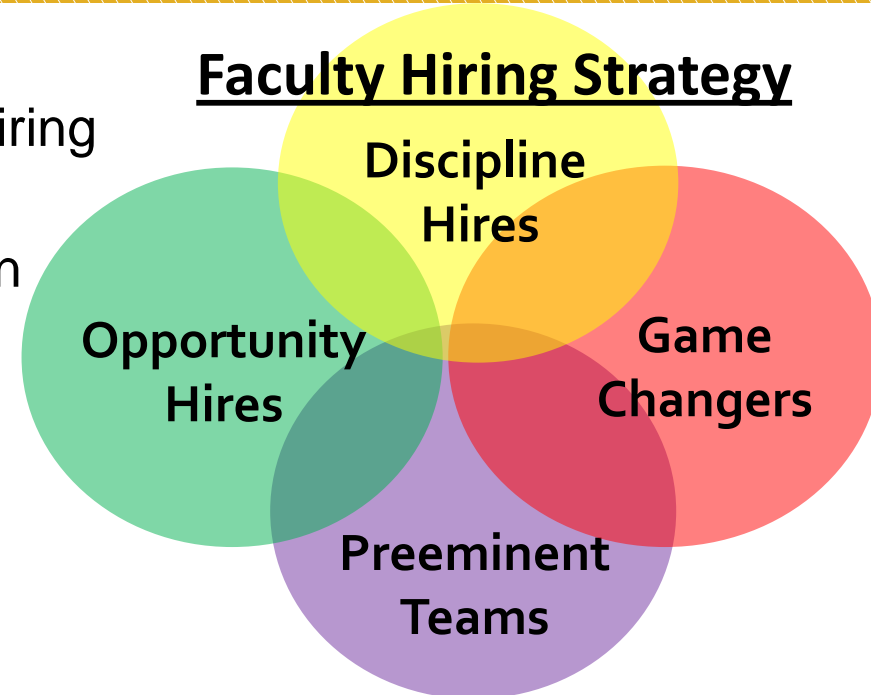 Faculty Hiring Strategy
iring
n
Discipline
Hires
Opportunity
Hires
Game
Changers
Preeminent
Teams